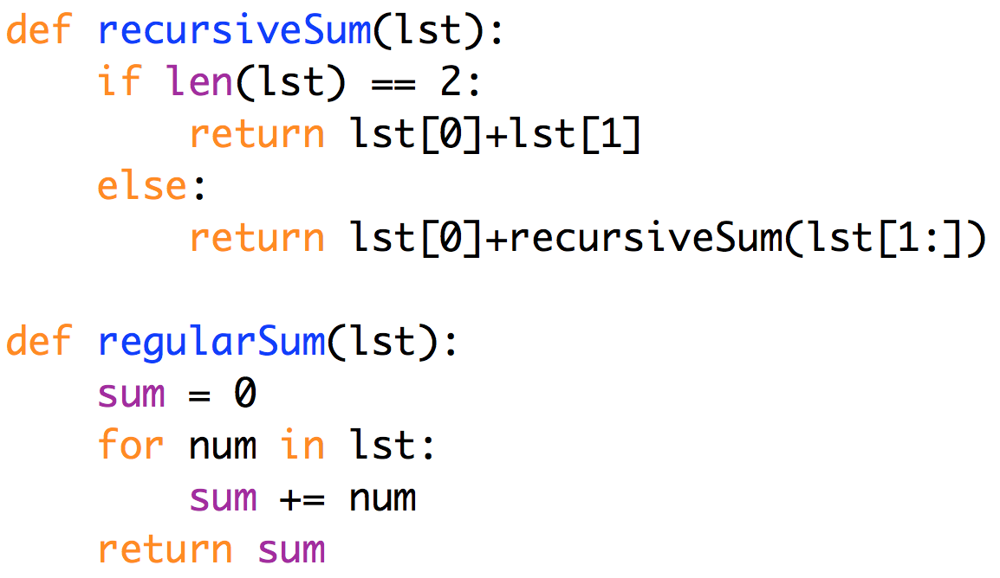 def recursiveSum(lst):
    if len(lst) == 2:
        return lst[0]+lst[1]
    else:
        return lst[0]+recursiveSum(lst[1:])

def regularSum(lst):
    sum = 0
    for num in lst:
        sum += num
    return sum